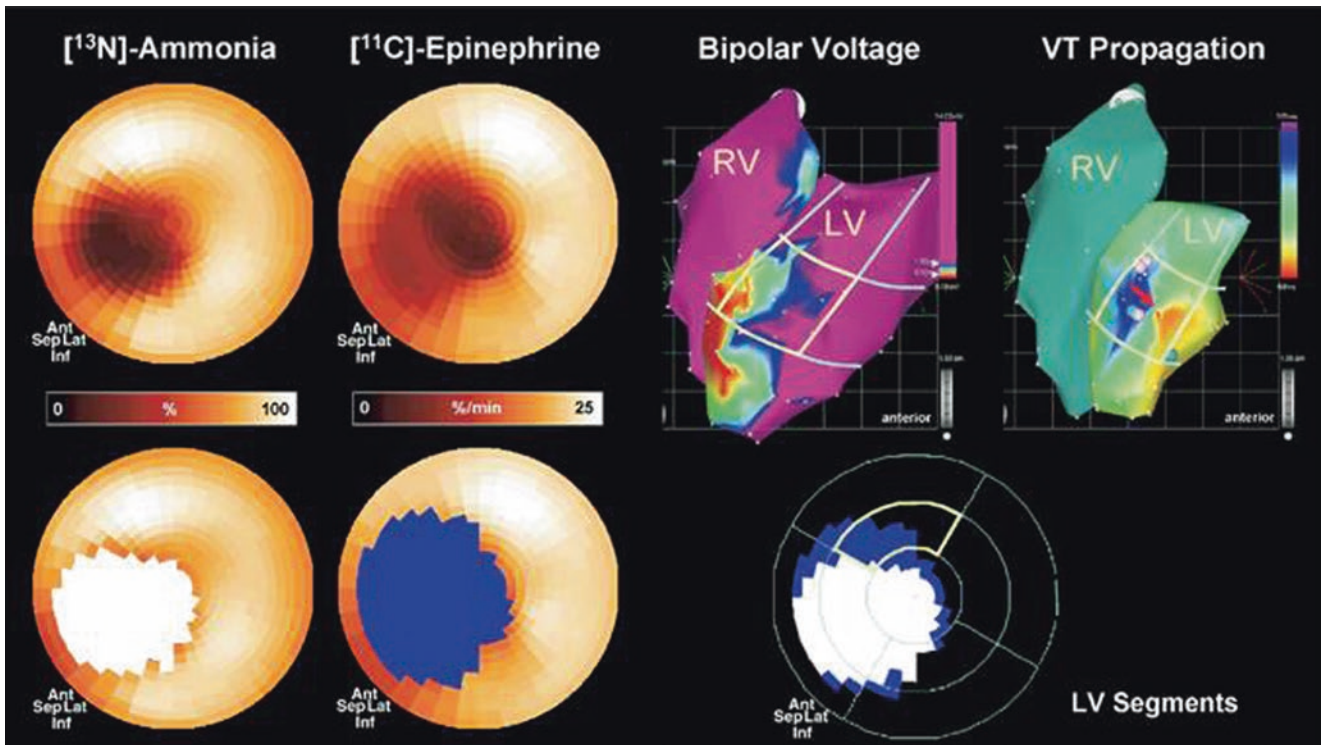 [¹³N]-Ammonia
[¹¹C]-Epinephrine
Bipolar Voltage
VT Propagation
RV
LV
RV
LV
Ant
Sep Lat
Inf
Ant
Sep Lat
Inf
anterior
anterior
0 % 100
0 %/min 25
Ant
Sep Lat
Inf
Ant
Sep Lat
Inf
Ant
Sep Lat
Inf
LV Segments